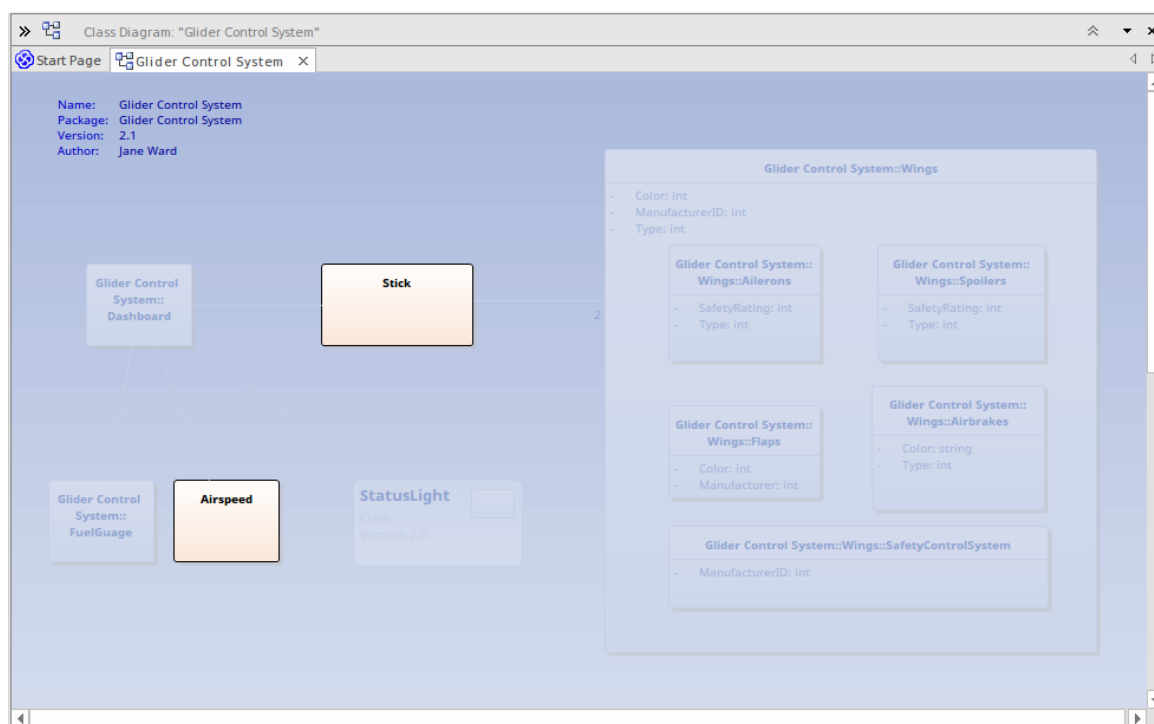 Class Diagram: "Glider Control System"
Start Page
Glider Control System
Name: Glider Control System
Package: Glider Control System
Version: 2.1
Author: Jane Ward
Glider Control System::Wings
- Color: int
- ManufacturerID: int
- Type: int
Glider Control
System::
Dashboard
Stick
2
Glider Control System::
Wings::Ailerons
- SafetyRating: int
- Type: int
Glider Control System::
Wings::Spoilers
- SafetyRating: int
- Type: int
Glider Control System::
Wings::Flaps
- Color: int
- Manufacturer: int
Glider Control System::
Wings::Airbrakes
- Color: string
- Type: int
Glider Control
System::
FuelGuage
Airspeed
StatusLight
Class
Version: 2.0
Glider Control System::Wings::SafetyControlSystem
- ManufacturerID: int